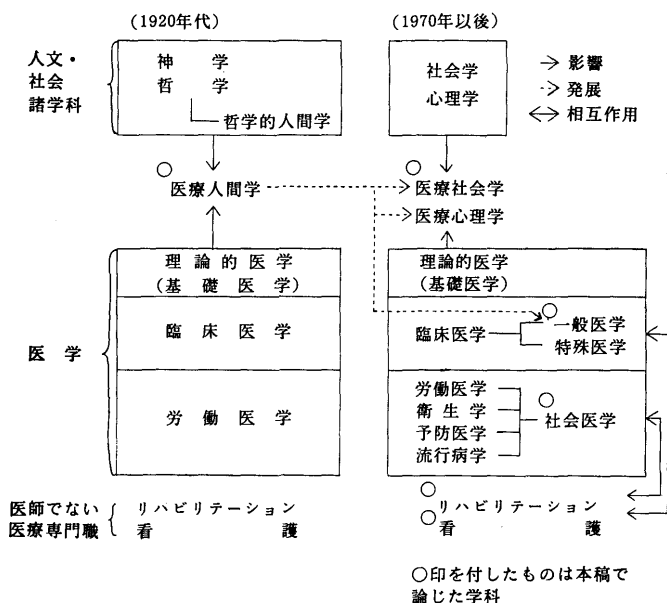 (1920年代)
(1970年以後)
人文・
社会
諸学科
神学
哲学
哲学的人間学
社会学
心理学
影響
発展
相互作用
○
医療人間学
○
医療社会学
医療心理学
医学
理論的医学
(基礎医学)
臨床医学
労働医学
理論的医学
(基礎医学)
臨床医学
○
一般医学
特殊医学
労働医学
衛生学
予防医学
流行病学
○
社会医学
医師でない
医療専門職
リハビリテーション
看護
○
リハビリテーション
○
看護
○印を付したものは本稿で
論じた学科